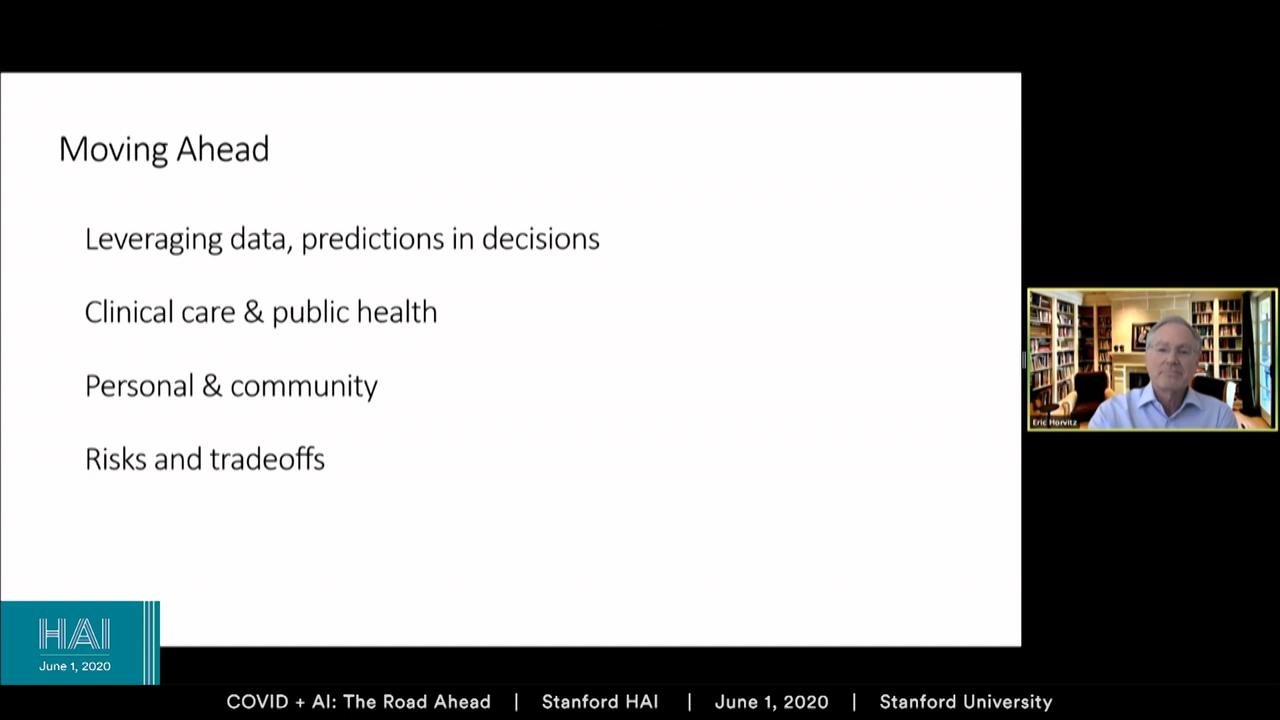 Moving Ahead
Leveraging data, predictions in decisions
Clinical care & public health
Personal & community
Risks and tradeoffs
Eric Horvitz
HAI
June 1, 2020
COVID + AI: The Road Ahead | Stanford HAI | June 1, 2020 | Stanford University